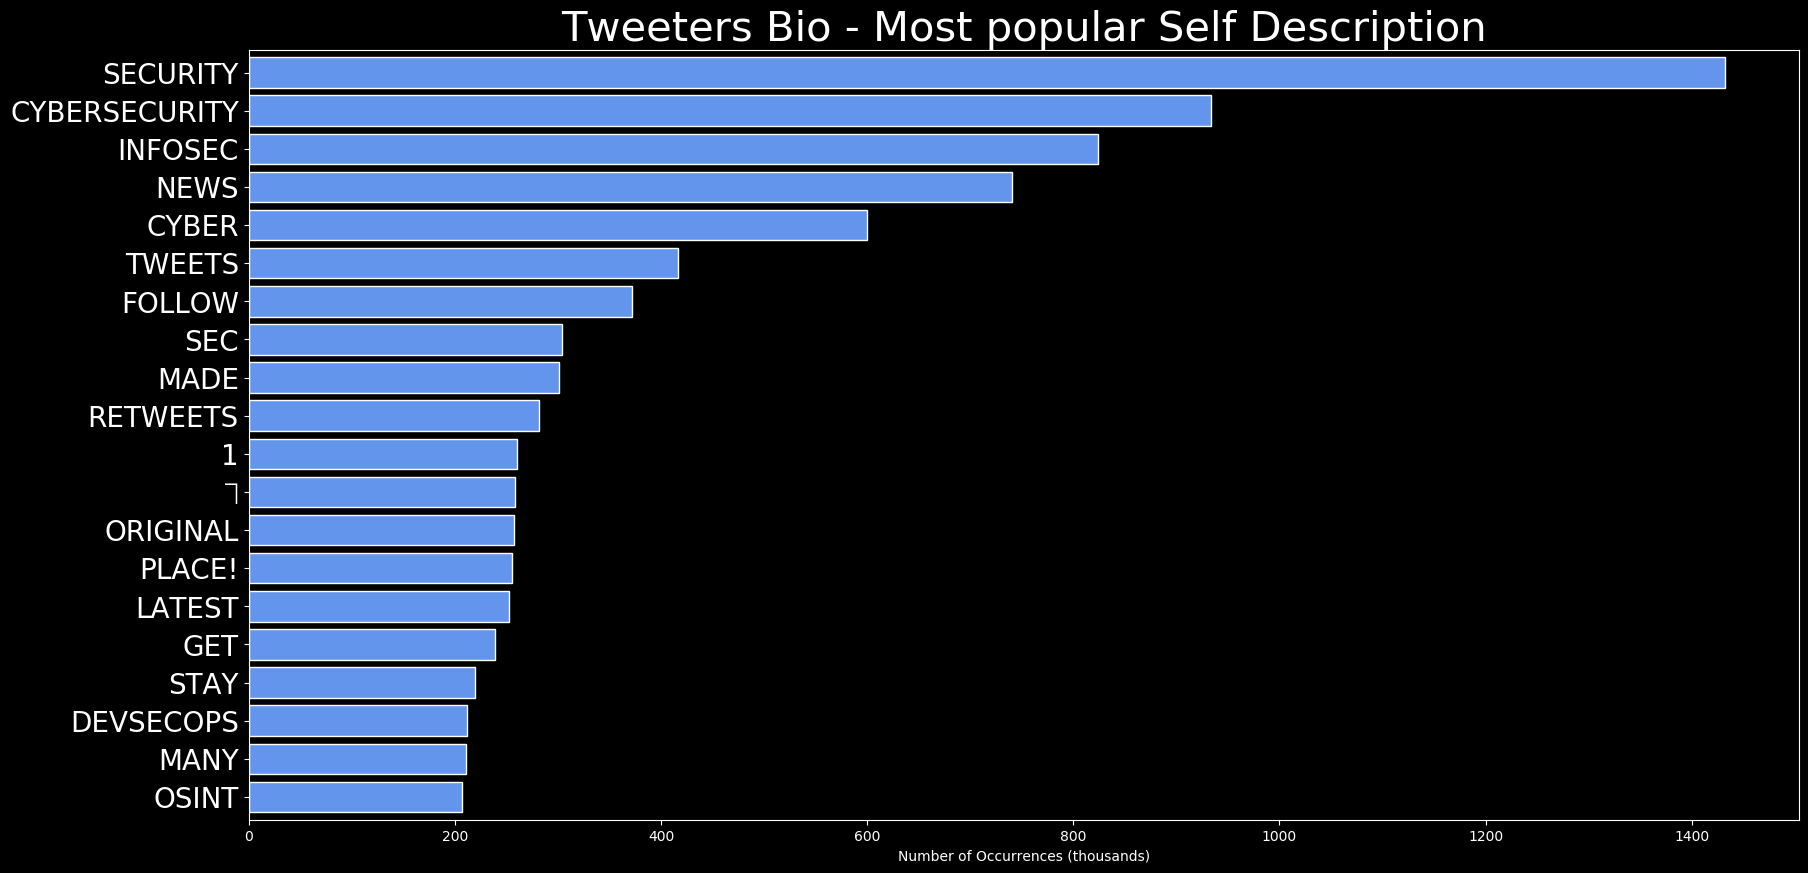 Tweeters Bio - Most popular Self Description
SECURITY
CYBERSECURITY
INFOSEC
NEWS
CYBER
TWEETS
FOLLOW
SEC
MADE
RETWEETS
1
ORIGINAL
PLACE!
LATEST
GET
STAY
DEVSECOPS
MANY
OSINT
0 200 400 600 800 1000 1200 1400
Number of Occurrences (thousands)